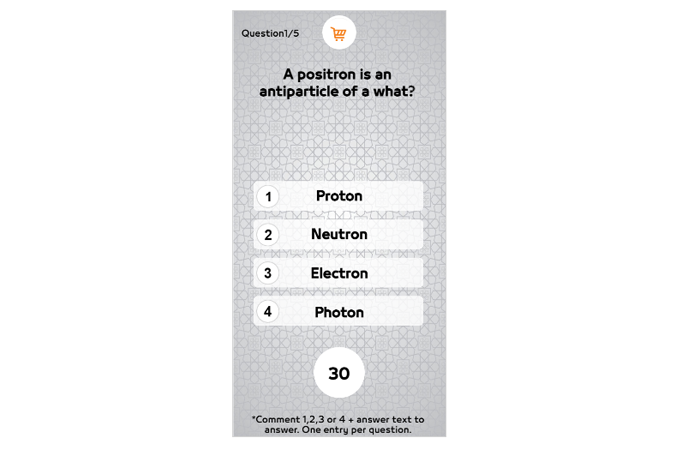 Question1/5
A positron is an
antiparticle of a what?
1 Proton
2 Neutron
3 Electron
4 Photon
30
*Comment 1,2,3 or 4 + answer text to
answer. One entry per question.